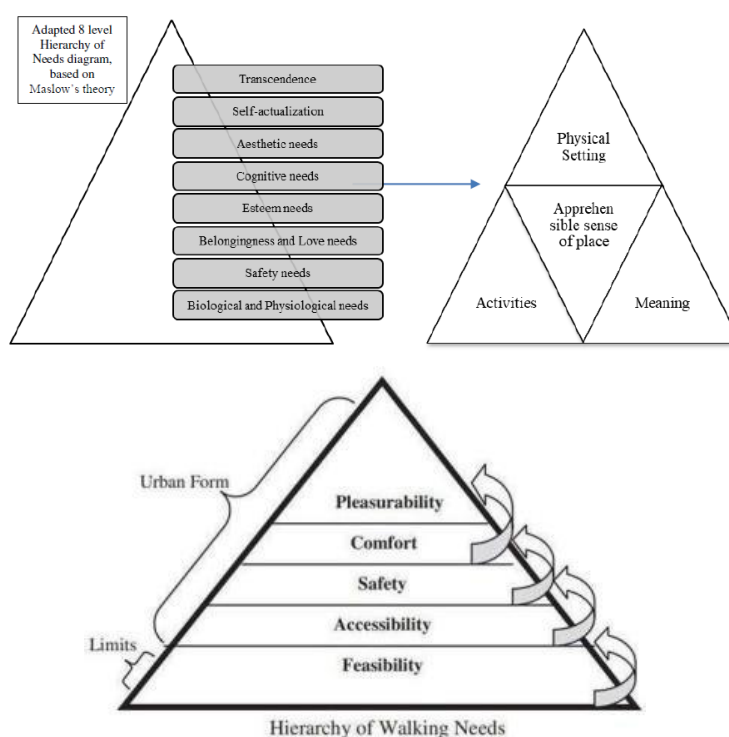 Adapted 8 level
Hierarchy of
Needs diagram,
based on
Maslow's theory
Transcendence
Self-actualization
Aesthetic needs
Cognitive needs
Esteem needs
Belongingness and Love needs
Safety needs
Biological and Physiological needs
Physical
Setting
Apprehen
sible sense
of place
Activities
Meaning
Urban Form
Limits
Pleasurability
Comfort
Safety
Accessibility
Feasibility
Hierarchy of Walking Needs